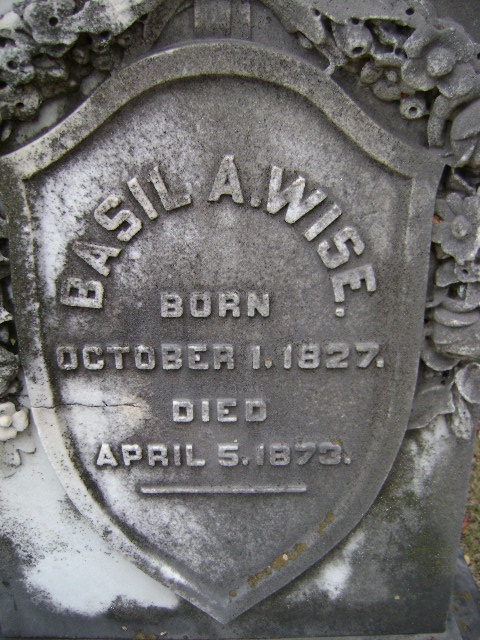 BASIL A. WISE.
BORN
OCTOBER 1. 1827.
DIED
APRIL 5. 1873.